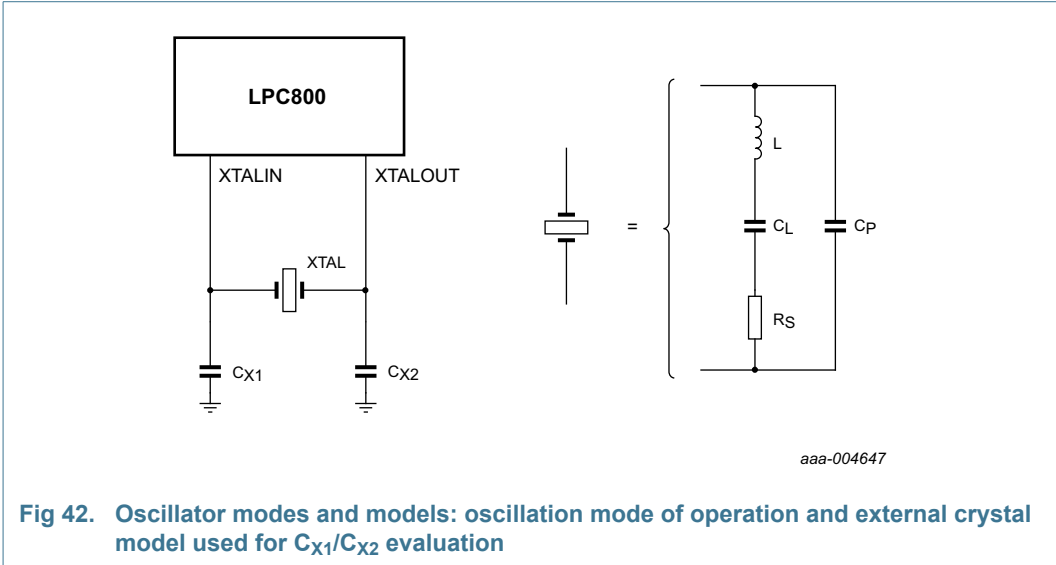 LPC800
XTALIN
XTALOUT
XTAL
CX1
CX2
=
L
CL
CP
RS
aaa-004647
Fig 42. Oscillator modes and models: oscillation mode of operation and external crystal
model used for CX1/CX2 evaluation